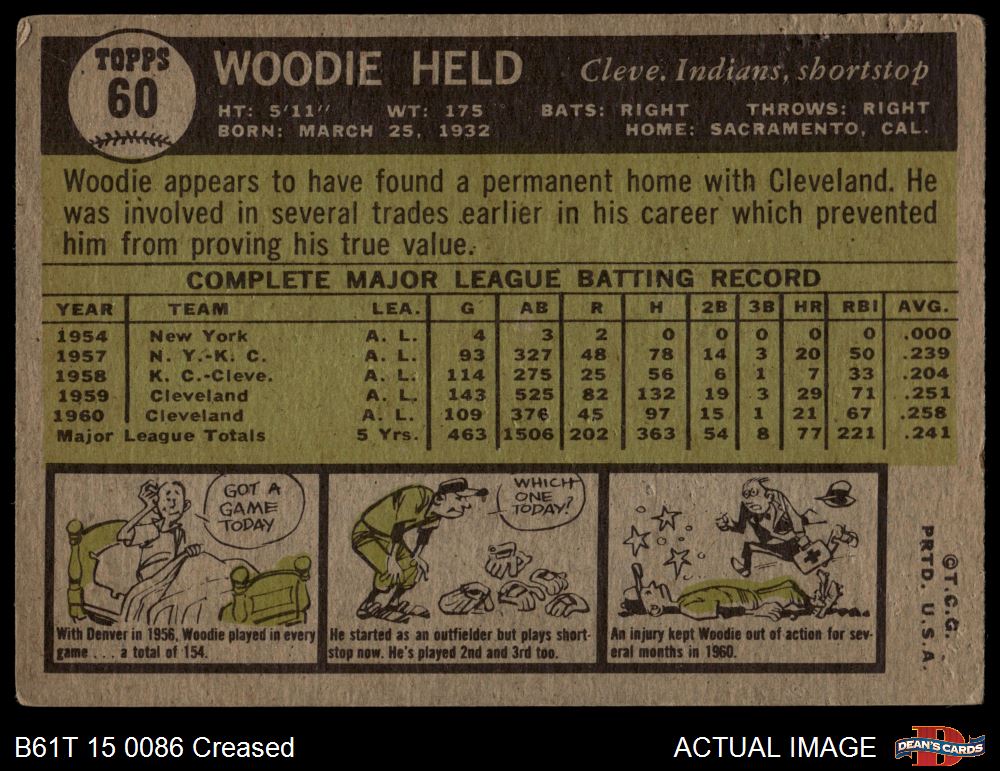 TOPPS
60
WOODIE HELD
Cleve. Indians, shortstop
HT: 5'11" WT: 175 BATS: RIGHT THROWS: RIGHT
BORN: MARCH 25, 1932 HOME: SACRAMENTO, CAL.
Woodie appears to have found a permanent home with Cleveland. He
was involved in several trades earlier in his career which prevented
him from proving his true value.
COMPLETE MAJOR LEAGUE BATTING RECORD
YEAR TEAM LEA. G AB R H 2B 3B HR RBI AVG.
1954 New York A. L. 4 3 2 0 0 0 0 0 .000
1957 N. Y.-K. C. A. L. 93 327 48 78 14 3 20 50 .239
1958 K. C.-Cleve. A. L. 114 275 25 56 6 1 7 33 .204
1959 Cleveland A. L. 143 525 82 132 19 3 29 71 .251
1960 Cleveland A. L. 109 376 45 97 15 1 21 67 .258
Major League Totals 5 Yrs. 463 1506 202 363 54 8 77 221 .241
GOT A
GAME
TODAY
With Denver in 1956, Woodie played in every
game . . . a total of 154.
WHICH
ONE
TODAY?
He started as an outfielder but plays short-
stop now. He's played 2nd and 3rd too.
An injury kept Woodie out of action for sev-
eral months in 1960.
©T.C.G.
PRTD. U.S.A.
B61T 15 0086 Creased
ACTUAL IMAGE
D
DEAN'S CARDS